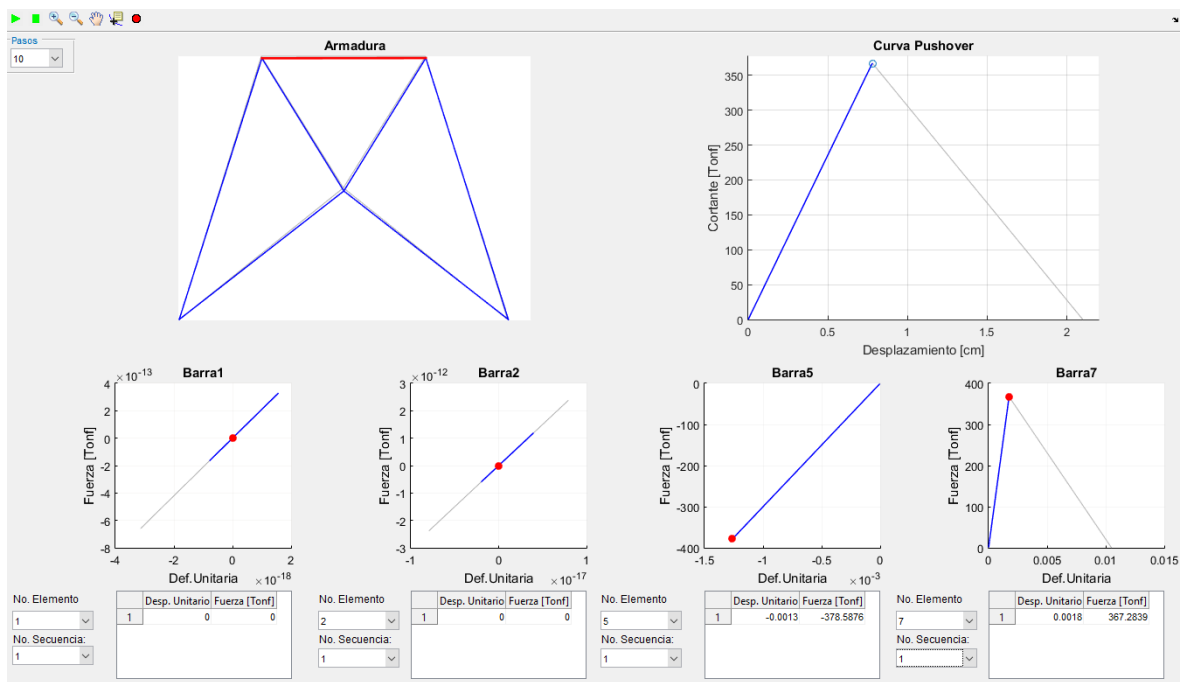 Pasos
10
Armadura
Curva Pushover
350
300
250
200
150
100
50
0
Cortante [Tonf]
0 0.5 1 1.5 2
Desplazamiento [cm]
Barra1
×10-13
4
2
0
-2
-4
-6
-8
Fuerza [Tonf]
-4 -2 0 2
Def.Unitaria ×10-18
Barra2
×10-12
3
2
1
0
-1
-2
-3
Fuerza [Tonf]
-1 0 1
Def.Unitaria ×10-17
Barra5
0
-100
-200
-300
-400
Fuerza [Tonf]
-1.5 -1 -0.5 0
Def.Unitaria ×10-3
Barra7
400
300
200
100
0
Fuerza [Tonf]
0 0.005 0.01 0.015
Def.Unitaria
No. Elemento
1
No. Secuencia:
1
Desp. Unitario Fuerza [Tonf]
1 0 0
No. Elemento
2
No. Secuencia:
1
Desp. Unitario Fuerza [Tonf]
1 0 0
No. Elemento
5
No. Secuencia:
1
Desp. Unitario Fuerza [Tonf]
1 -0.0013 -378.5876
No. Elemento
7
No. Secuencia:
1
Desp. Unitario Fuerza [Tonf]
1 0.0018 367.2839